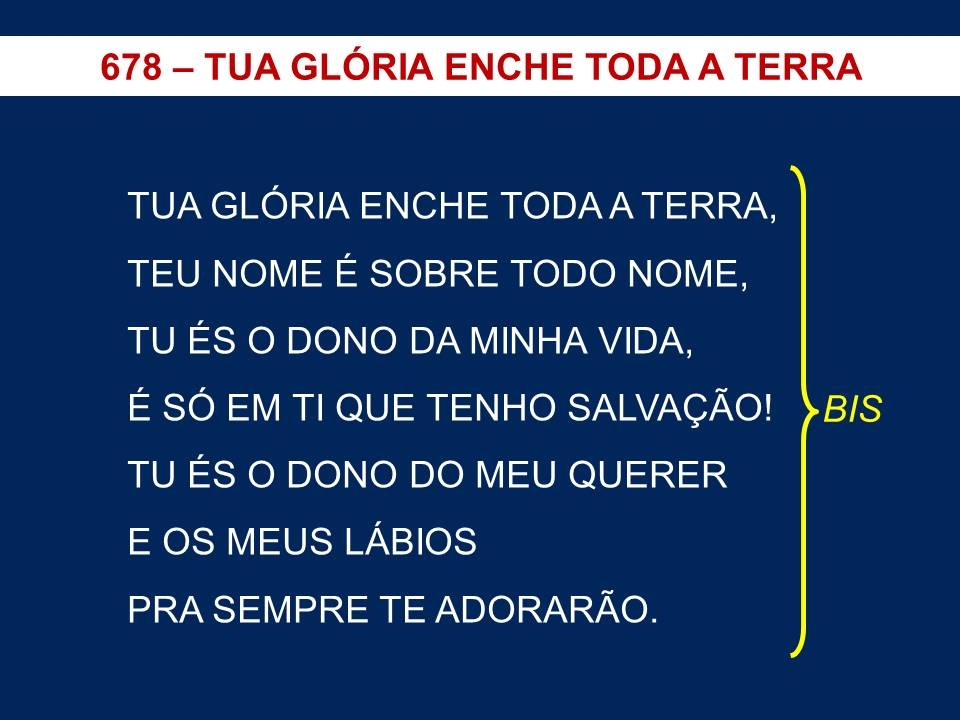 678 – TUA GLÓRIA ENCHE TODA A TERRA
TUA GLÓRIA ENCHE TODA A TERRA,
TEU NOME É SOBRE TODO NOME,
TU ÉS O DONO DA MINHA VIDA,
É SÓ EM TI QUE TENHO SALVAÇÃO!
TU ÉS O DONO DO MEU QUERER
E OS MEUS LÁBIOS
PRA SEMPRE TE ADORARÃO.
BIS